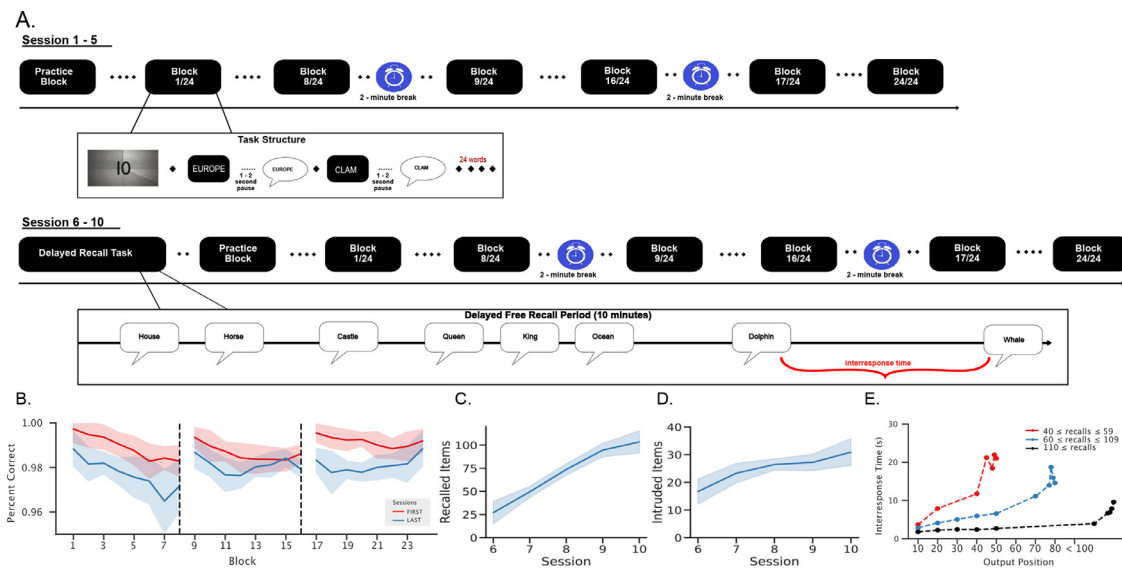 A.
Session 1 - 5
Practice Block
Block 1/24
Block 8/24
2 - minute break
Block 9/24
Block 16/24
2 - minute break
Block 17/24
Block 24/24
Task Structure
10
EUROPE
1 - 2 second pause
EUROPE
CLAM
1 - 2 second pause
CLAM
24 words
Session 6 - 10
Delayed Recall Task
Practice Block
Block 1/24
Block 8/24
2 - minute break
Block 9/24
Block 16/24
2 - minute break
Block 17/24
Block 24/24
Delayed Free Recall Period (10 minutes)
House
Horse
Castle
Queen
King
Ocean
Dolphin
Whale
interresponse time
B.
Percent Correct
1.00
0.98
0.96
1 3 5 7 9 11 13 15 17 19 21 23
Block
Sessions
FIRST
LAST
C.
Recalled Items
100
75
50
25
0
6 7 8 9 10
Session
D.
Intruded Items
40
30
20
10
0
6 7 8 9 10
Session
E.
Interresponse Time (s)
30
20
10
0
10 20 30 40 50 60 70 80 < 100
Output Position
40 ≤ recalls ≤ 59
60 ≤ recalls ≤ 109
110 ≤ recalls